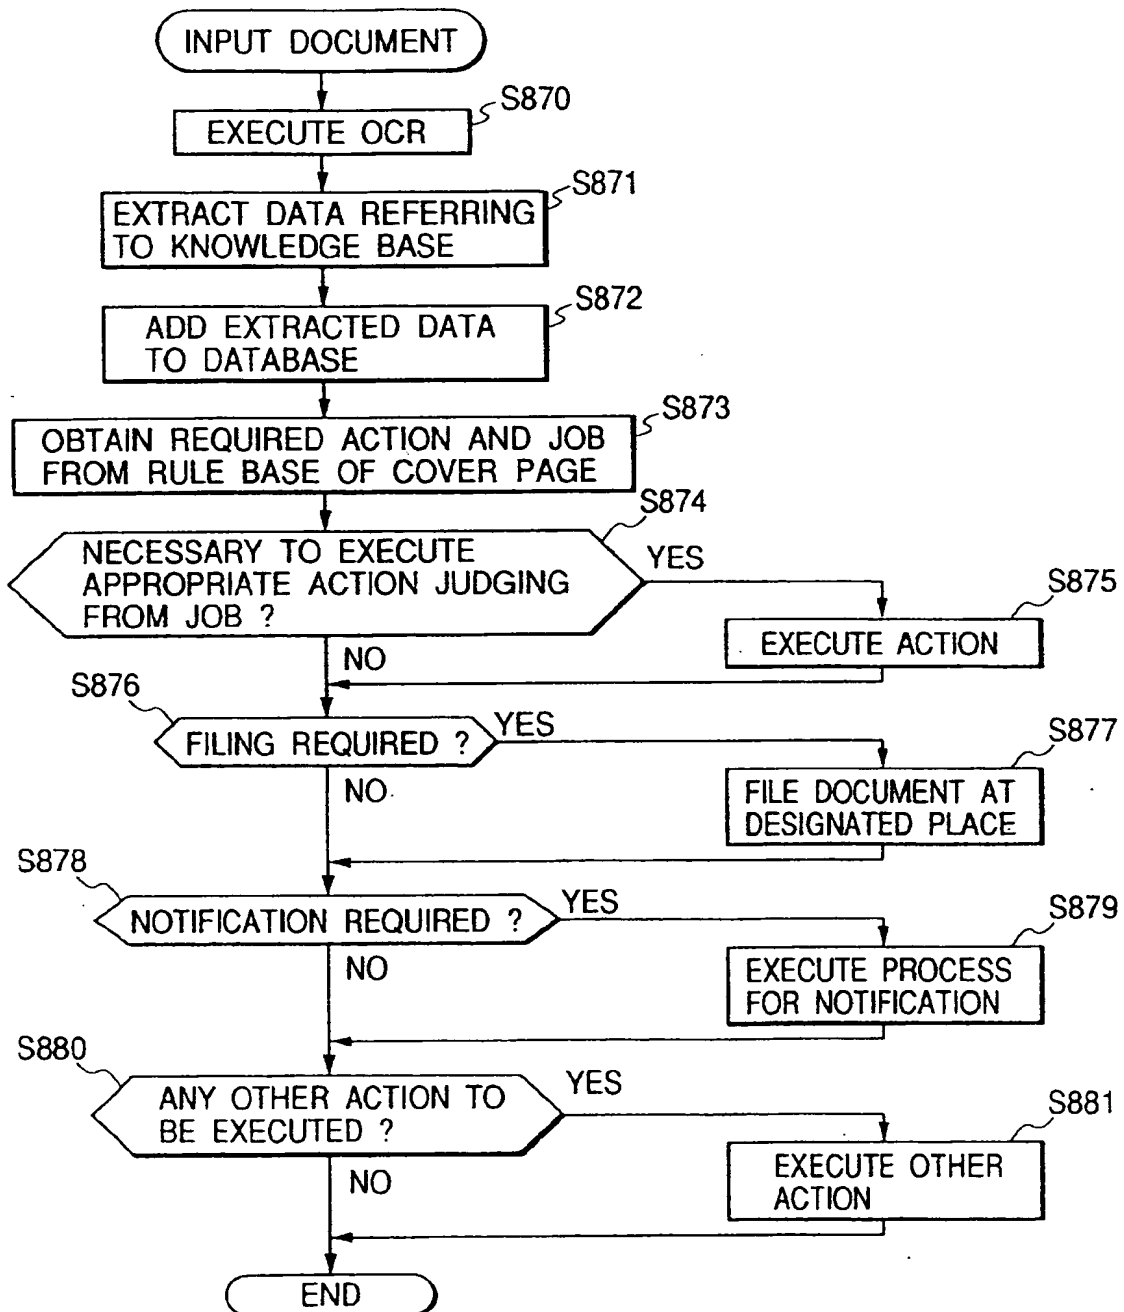 INPUT DOCUMENT
S870
EXECUTE OCR
S871
EXTRACT DATA REFERRING
TO KNOWLEDGE BASE
S872
ADD EXTRACTED DATA
TO DATABASE
S873
OBTAIN REQUIRED ACTION AND JOB
FROM RULE BASE OF COVER PAGE
S874
NECESSARY TO EXECUTE
APPROPRIATE ACTION JUDGING
FROM JOB ?
YES
S875
EXECUTE ACTION
NO
S876
FILING REQUIRED ?
YES
S877
FILE DOCUMENT AT
DESIGNATED PLACE
NO
S878
NOTIFICATION REQUIRED ?
YES
S879
EXECUTE PROCESS
FOR NOTIFICATION
NO
S880
ANY OTHER ACTION TO
BE EXECUTED ?
YES
S881
EXECUTE OTHER
ACTION
NO
END